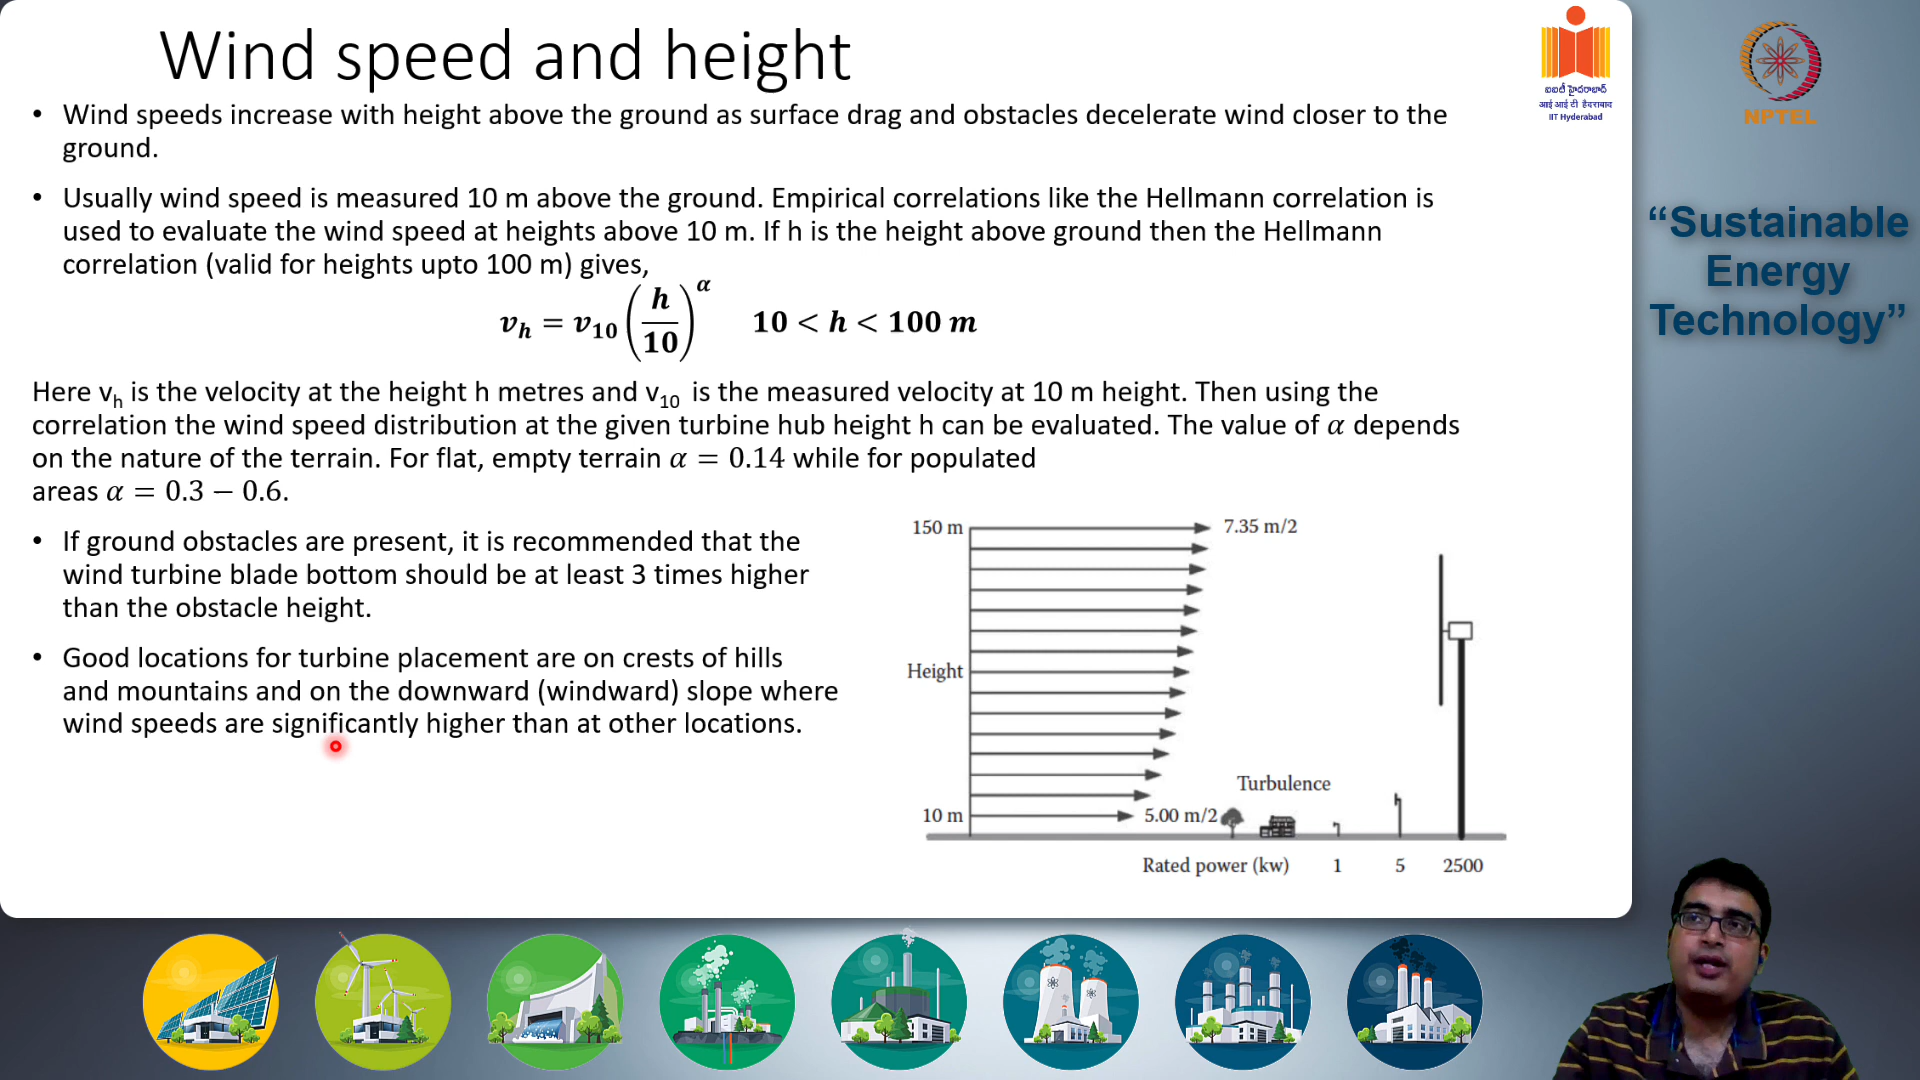 Wind speed and height
• Wind speeds increase with height above the ground as surface drag and obstacles decelerate wind closer to the
ground.
• Usually wind speed is measured 10 m above the ground. Empirical correlations like the Hellmann correlation is
used to evaluate the wind speed at heights above 10 m. If h is the height above ground then the Hellmann
correlation (valid for heights upto 100 m) gives,
v_h = v_10 (h/10)^α 10 < h < 100 m
Here v_h is the velocity at the height h metres and v_10 is the measured velocity at 10 m height. Then using the
correlation the wind speed distribution at the given turbine hub height h can be evaluated. The value of α depends
on the nature of the terrain. For flat, empty terrain α = 0.14 while for populated
areas α = 0.3 − 0.6.
• If ground obstacles are present, it is recommended that the
wind turbine blade bottom should be at least 3 times higher
than the obstacle height.
• Good locations for turbine placement are on crests of hills
and mountains and on the downward (windward) slope where
wind speeds are significantly higher than at other locations.
150 m 7.35 m/2
Height
Turbulence
10 m 5.00 m/2
Rated power (kw) 1 5 2500
ఐఐటీ హైదరాబాద్
आई आई टी हैदराबाद
IIT Hyderabad
NPTEL
“Sustainable
Energy
Technology”